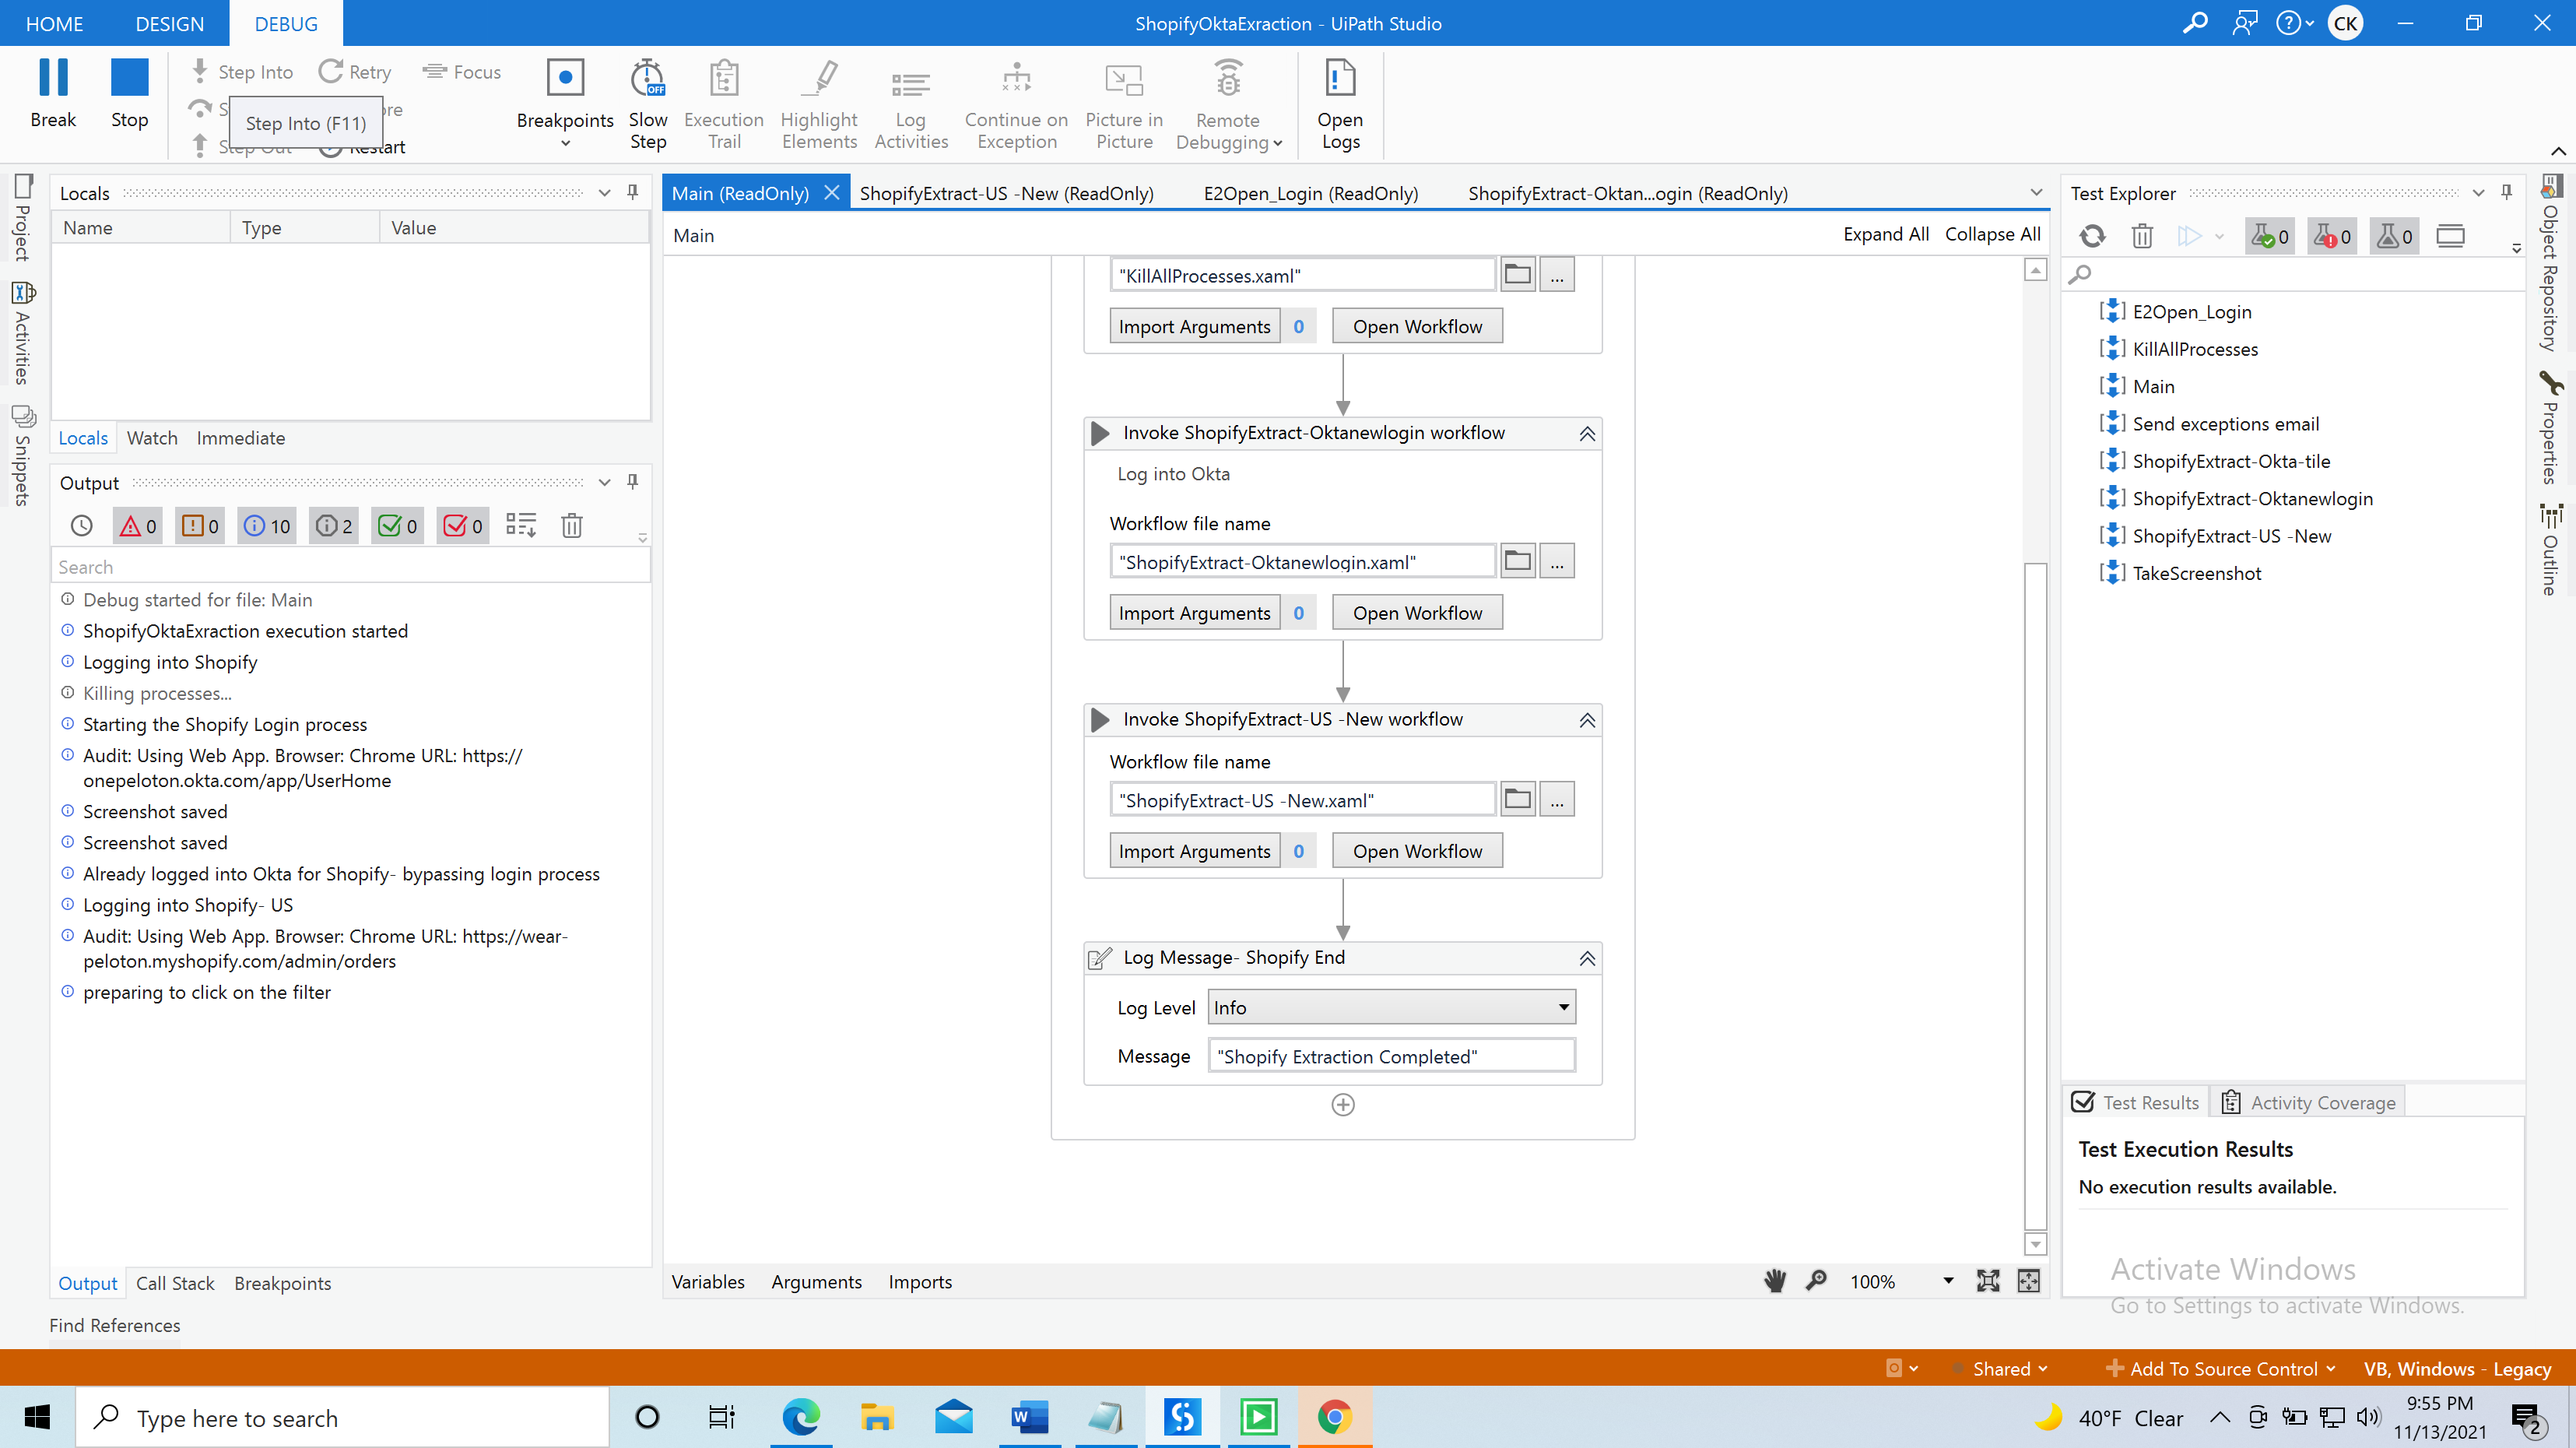 HOME DESIGN DEBUG ShopifyOktaExraction - UiPath Studio CK
Step Into Retry Focus
Step Into (F11)
Break Stop Restart
Breakpoints Slow Step OFF Execution Trail Highlight Elements Log Activities Continue on Exception Picture in Picture Remote Debugging Open Logs
Project
Activities
Snippets
Locals
Name Type Value
Locals Watch Immediate
Output
0 0 10 2 0 0
Search
Debug started for file: Main
ShopifyOktaExraction execution started
Logging into Shopify
Killing processes...
Starting the Shopify Login process
Audit: Using Web App. Browser: Chrome URL: https://
onepeloton.okta.com/app/UserHome
Screenshot saved
Screenshot saved
Already logged into Okta for Shopify- bypassing login process
Logging into Shopify- US
Audit: Using Web App. Browser: Chrome URL: https://wear-
peloton.myshopify.com/admin/orders
preparing to click on the filter
Output Call Stack Breakpoints
Find References
Main (ReadOnly) ShopifyExtract-US -New (ReadOnly) E2Open_Login (ReadOnly) ShopifyExtract-Oktan...ogin (ReadOnly)
Main Expand All Collapse All
"KillAllProcesses.xaml" ...
Import Arguments 0 Open Workflow
Invoke ShopifyExtract-Oktanewlogin workflow
Log into Okta
Workflow file name
"ShopifyExtract-Oktanewlogin.xaml" ...
Import Arguments 0 Open Workflow
Invoke ShopifyExtract-US -New workflow
Workflow file name
"ShopifyExtract-US -New.xaml" ...
Import Arguments 0 Open Workflow
Log Message- Shopify End
Log Level Info
Message "Shopify Extraction Completed"
Variables Arguments Imports 100%
Test Explorer
0 0 0
E2Open_Login
KillAllProcesses
Main
Send exceptions email
ShopifyExtract-Okta-tile
ShopifyExtract-Oktanewlogin
ShopifyExtract-US -New
TakeScreenshot
Test Results Activity Coverage
Test Execution Results
No execution results available.
Activate Windows
Go to Settings to activate Windows.
Object Repository
Properties
Outline
Shared Add To Source Control VB, Windows - Legacy
Type here to search
40°F Clear 9:55 PM
11/13/2021 2